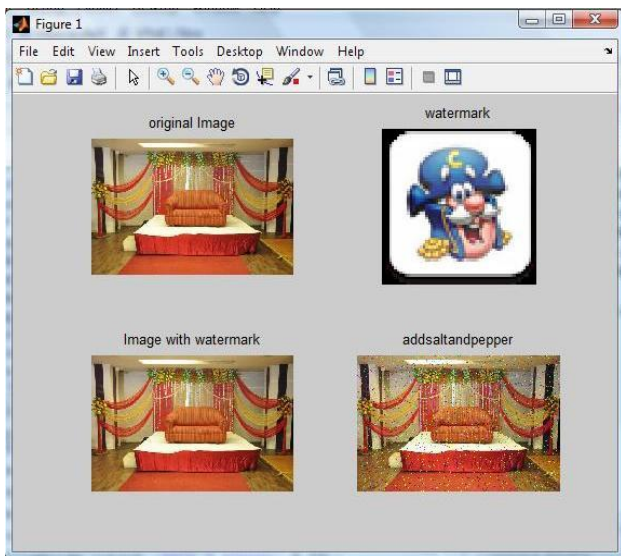 Figure 1
File Edit View Insert Tools Desktop Window Help
original Image
watermark
C
Image with watermark
addsaltandpepper